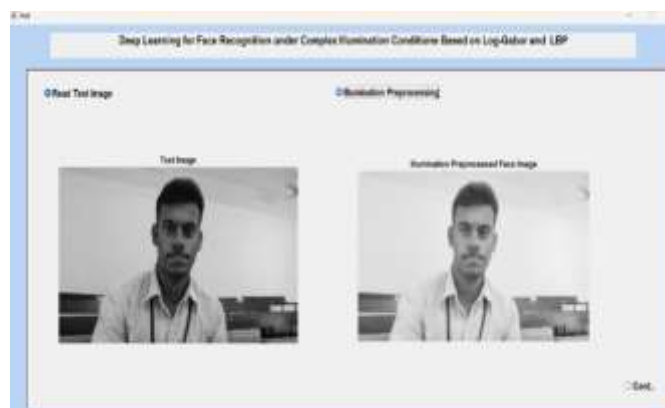 Deep Learning for Face Recognition under Complex Illumination Conditions Based on Log-Gabor and LBP
Read Test Image
Illumination Preprocessing
Test Image
Illumination Preprocessed Face Image
Cont..